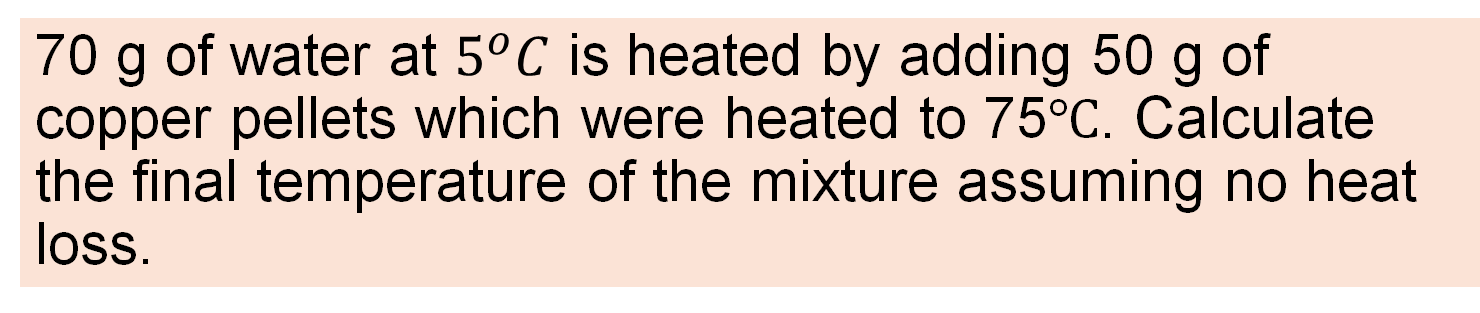 70 g of water at 5°C is heated by adding 50 g of
copper pellets which were heated to 75°C. Calculate
the final temperature of the mixture assuming no heat
loss.